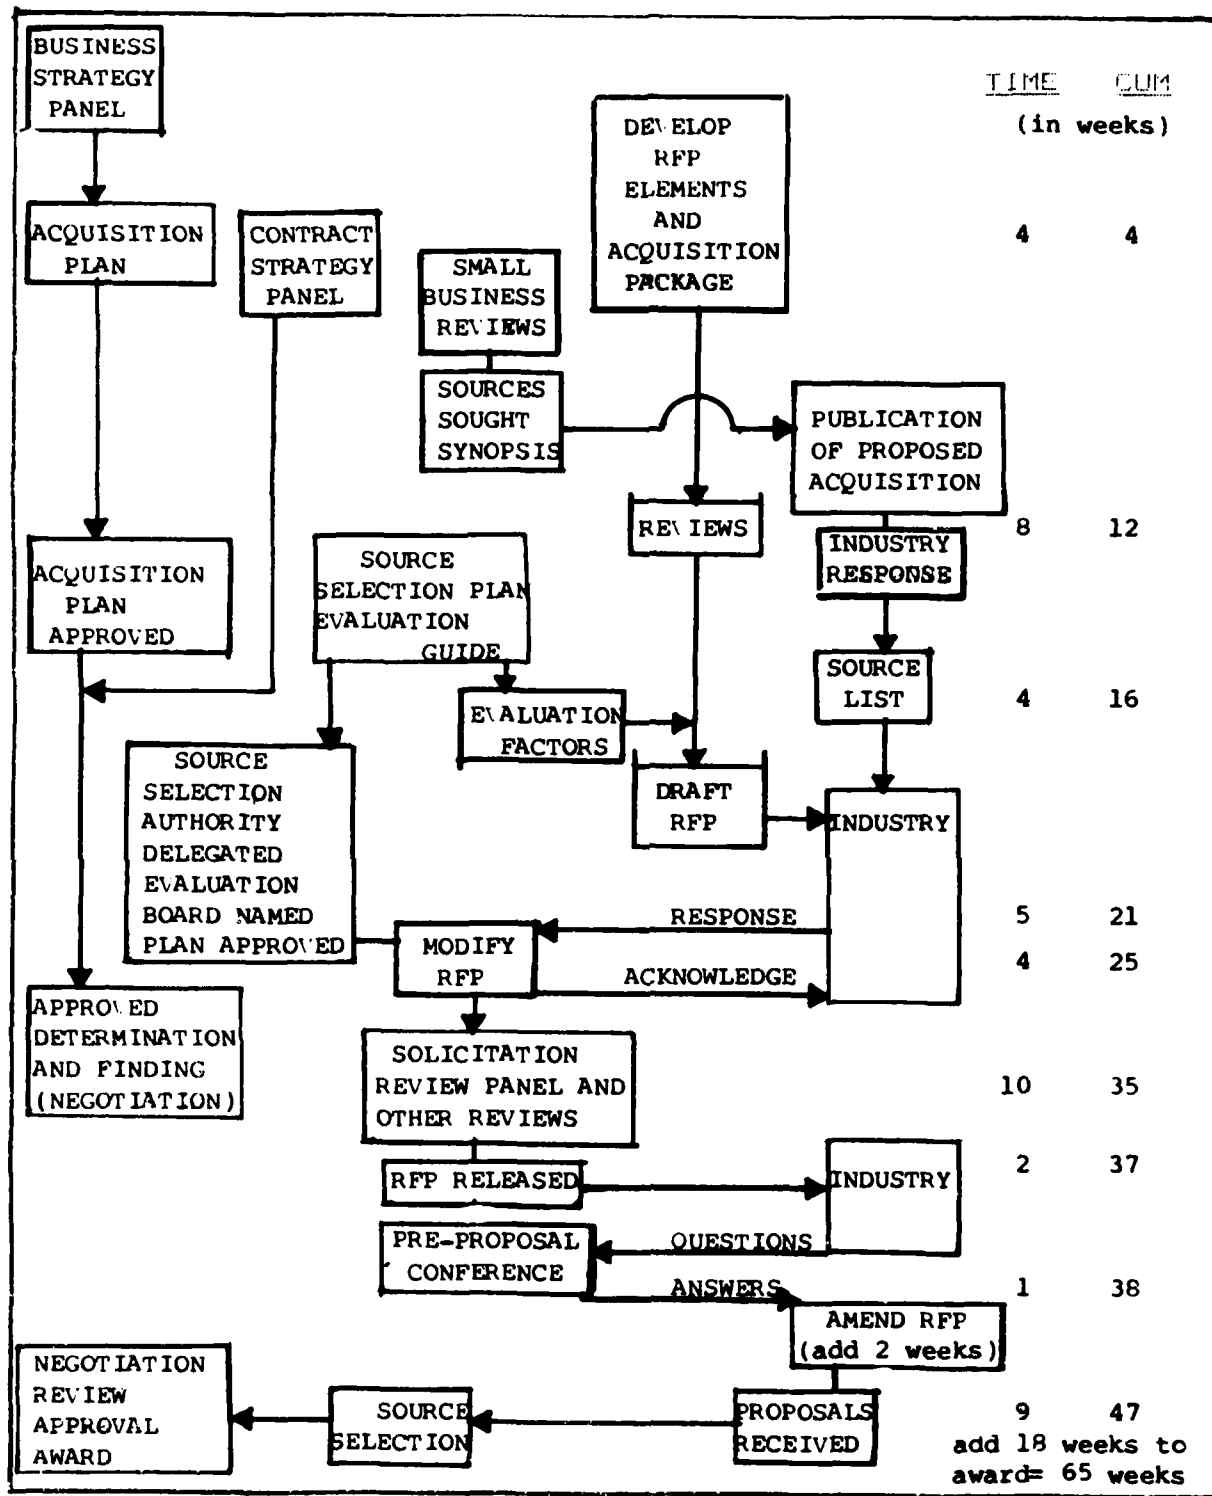 BUSINESS
STRATEGY
PANEL
TIME CUM
(in weeks)
DEVELOP
RFP
ELEMENTS
AND
ACQUISITION
PACKAGE
4 4
ACQUISITION
PLAN
CONTRACT
STRATEGY
PANEL
SMALL
BUSINESS
REVIEWS
SOURCES
SOUGHT
SYNOPSIS
PUBLICATION
OF PROPOSED
ACQUISITION
REVIEWS
8 12
INDUSTRY
RESPONSE
ACQUISITION
PLAN
APPROVED
SOURCE
SELECTION PLAN
EVALUATION
GUIDE
SOURCE
LIST
4 16
EVALUATION
FACTORS
SOURCE
SELECTION
AUTHORITY
DELEGATED
EVALUATION
BOARD NAMED
PLAN APPROVED
DRAFT
RFP
INDUSTRY
RESPONSE
5 21
MODIFY
RFP
ACKNOWLEDGE
4 25
APPROVED
DETERMINATION
AND FINDING
(NEGOTIATION)
SOLICITATION
REVIEW PANEL AND
OTHER REVIEWS
10 35
RFP RELEASED
INDUSTRY
2 37
QUESTIONS
PRE-PROPOSAL
CONFERENCE
ANSWERS
1 38
AMEND RFP
(add 2 weeks)
NEGOTIATION
REVIEW
APPROVAL
AWARD
SOURCE
SELECTION
PROPOSALS
RECEIVED
9 47
add 18 weeks to
award= 65 weeks